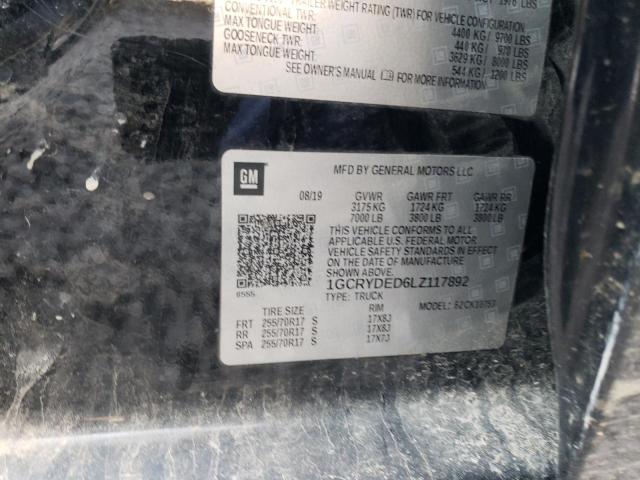 TRAILER WEIGHT RATING (TWR) FOR VEHICLE CONFIGURATION
CONVENTIONAL TWR: 4400 KG / 9700 LBS
MAX TONGUE WT: 440 KG / 970 LBS
GOOSENECK TWR: 3629 KG / 8000 LBS
MAX TONGUE WT: 544 KG / 1200 LBS
SEE OWNER'S MANUAL FOR MORE INFORMATION
GM MFD BY GENERAL MOTORS LLC
08/19 GVWR GAWR FRT GAWR RR
3175 KG 1724 KG 1724 KG
7000 LB 3800 LB 3800 LB
THIS VEHICLE CONFORMS TO ALL
APPLICABLE U.S. FEDERAL MOTOR
VEHICLE SAFETY STANDARDS IN EFFECT
ON THE DATE OF MANUFACTURE
SHOWN ABOVE.
1GCRYDED6LZ117892
TYPE: TRUCK MODEL:
TIRE SIZE RIM
FRT 255/70R17 S 17X8J
RR 255/70R17 S 17X8J
SPA 255/70R17 S 17X7J